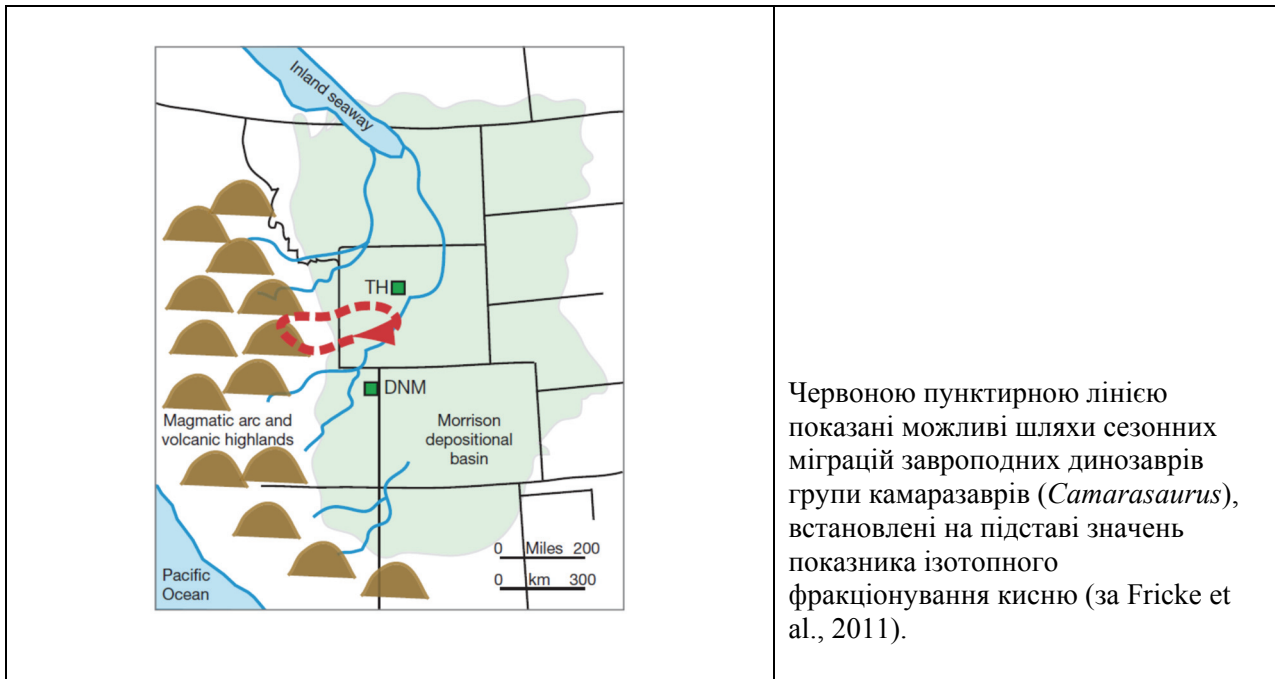 Inland seaway
TH
DNM
Magmatic arc and
volcanic highlands
Morrison
depositional
basin
0 Miles 200
0 km 300
Pacific
Ocean
Червоною пунктирною лінією
показані можливі шляхи сезонних
міграцій завроподних динозаврів
групи камаразаврів (Camarasaurus),
встановлені на підставі значень
показника ізотопного
фракціонування кисню (за Fricke et
al., 2011).